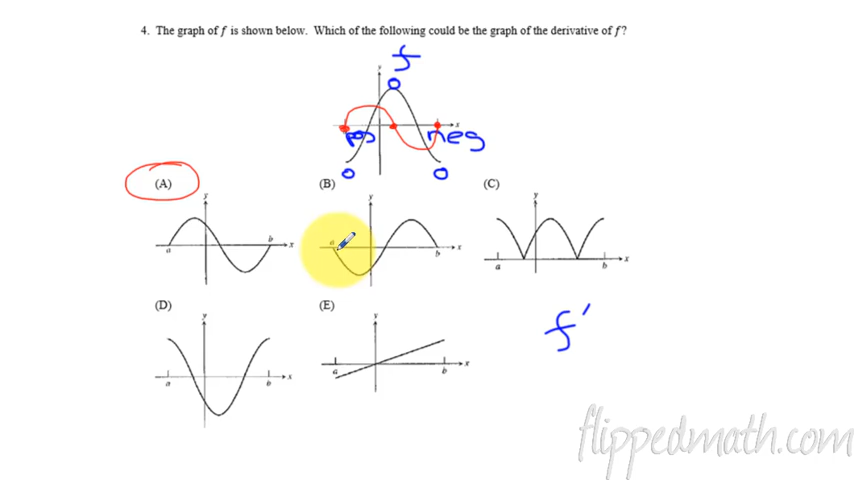 4. The graph of f is shown below. Which of the following could be the graph of the derivative of f?
f
y
0
x
pos
neg
0
0
(A)
(B)
(C)
y
a
b
x
y
a
b
x
y
a
b
x
(D)
(E)
y
a
b
x
y
a
b
x
f'
flippedmath.com